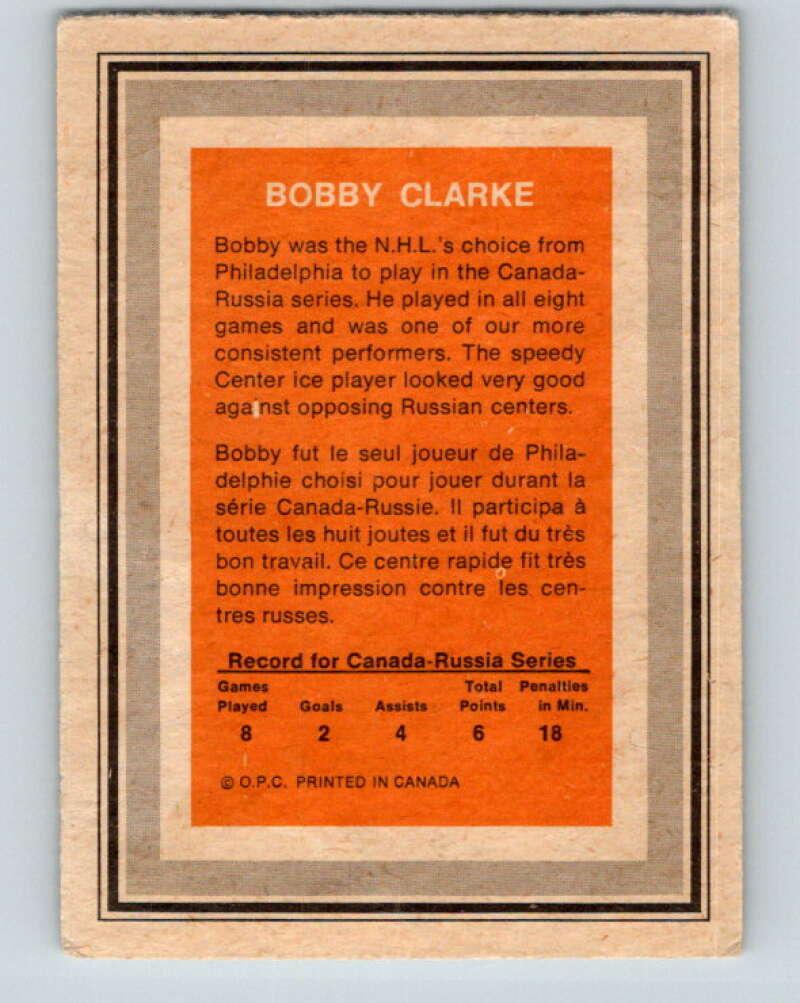 BOBBY CLARKE
Bobby was the N.H.L.'s choice from
Philadelphia to play in the Canada-
Russia series. He played in all eight
games and was one of our more
consistent performers. The speedy
Center ice player looked very good
against opposing Russian centers.
Bobby fut le seul joueur de Phila-
delphie choisi pour jouer durant la
série Canada-Russie. Il participa à
toutes les huit joutes et il fut du très
bon travail. Ce centre rapide fit très
bonne impression contre les cen-
tres russes.
Record for Canada-Russia Series
Games Total Penalties
Played Goals Assists Points in Min.
8 2 4 6 18
© O.P.C. PRINTED IN CANADA